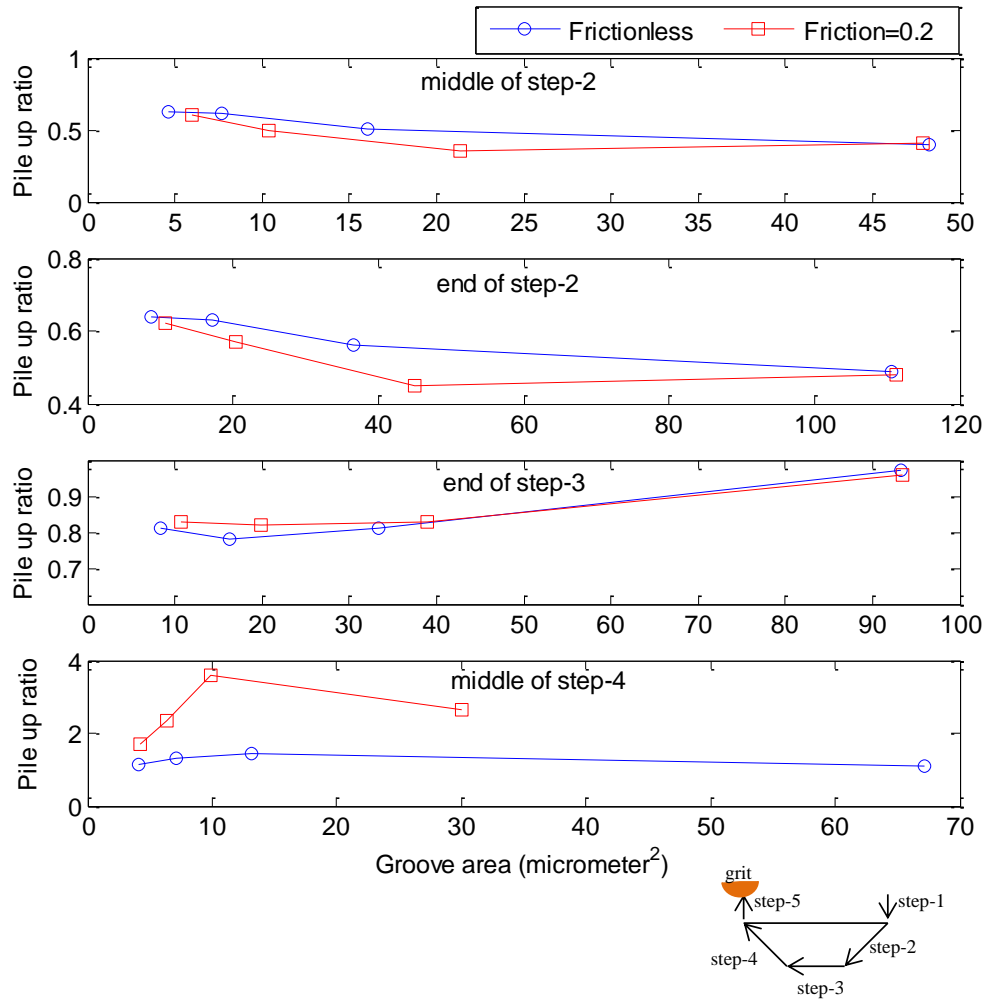 Frictionless Friction=0.2
1
middle of step-2
0.5
0
Pile up ratio
0 5 10 15 20 25 30 35 40 45 50
0.8
end of step-2
0.6
0.4
Pile up ratio
0 20 40 60 80 100 120
end of step-3
0.9
0.8
0.7
Pile up ratio
0 10 20 30 40 50 60 70 80 90 100
4
middle of step-4
2
0
Pile up ratio
0 10 20 30 40 50 60 70
Groove area (micrometer²)
grit
step-5 step-1
step-4 step-2
step-3